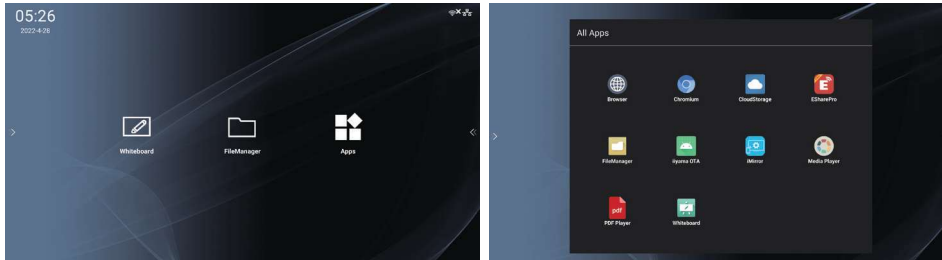 05:26
2022-4-26
Whiteboard
FileManager
Apps
All Apps
Browser
Chromium
CloudStorage
ESharePro
FileManager
iiyama OTA
iMirror
Media Player
pdf
PDF Player
Whiteboard